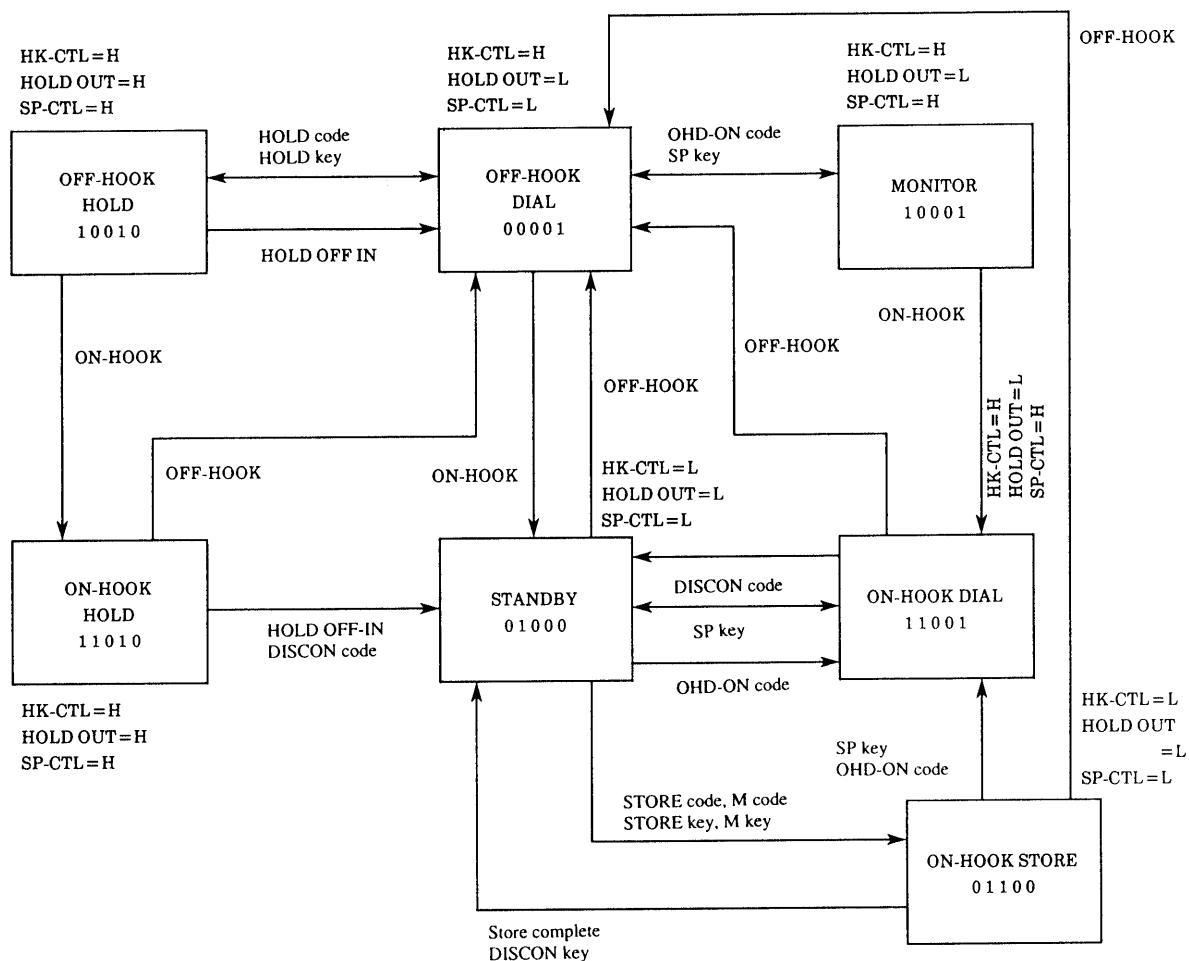 HK-CTL=H
HOLD OUT=H
SP-CTL=H
HK-CTL=H
HOLD OUT=L
SP-CTL=L
HK-CTL=H
HOLD OUT=L
SP-CTL=H
OFF-HOOK
OFF-HOOK
HOLD
10010
HOLD code
HOLD key
HOLD OFF IN
OFF-HOOK
DIAL
00001
OHD-ON code
SP key
MONITOR
10001
ON-HOOK
OFF-HOOK
ON-HOOK
OFF-HOOK
OFF-HOOK
ON-HOOK
HK-CTL=L
HOLD OUT=L
SP-CTL=L
HK-CTL=H
HOLD OUT=L
SP-CTL=H
ON-HOOK
HOLD
11010
HOLD OFF-IN
DISCON code
STANDBY
01000
DISCON code
SP key
OHD-ON code
ON-HOOK DIAL
11001
HK-CTL=H
HOLD OUT=H
SP-CTL=H
SP key
OHD-ON code
HK-CTL=L
HOLD OUT
=L
SP-CTL=L
STORE code, M code
STORE key, M key
ON-HOOK STORE
01100
Store complete
DISCON key